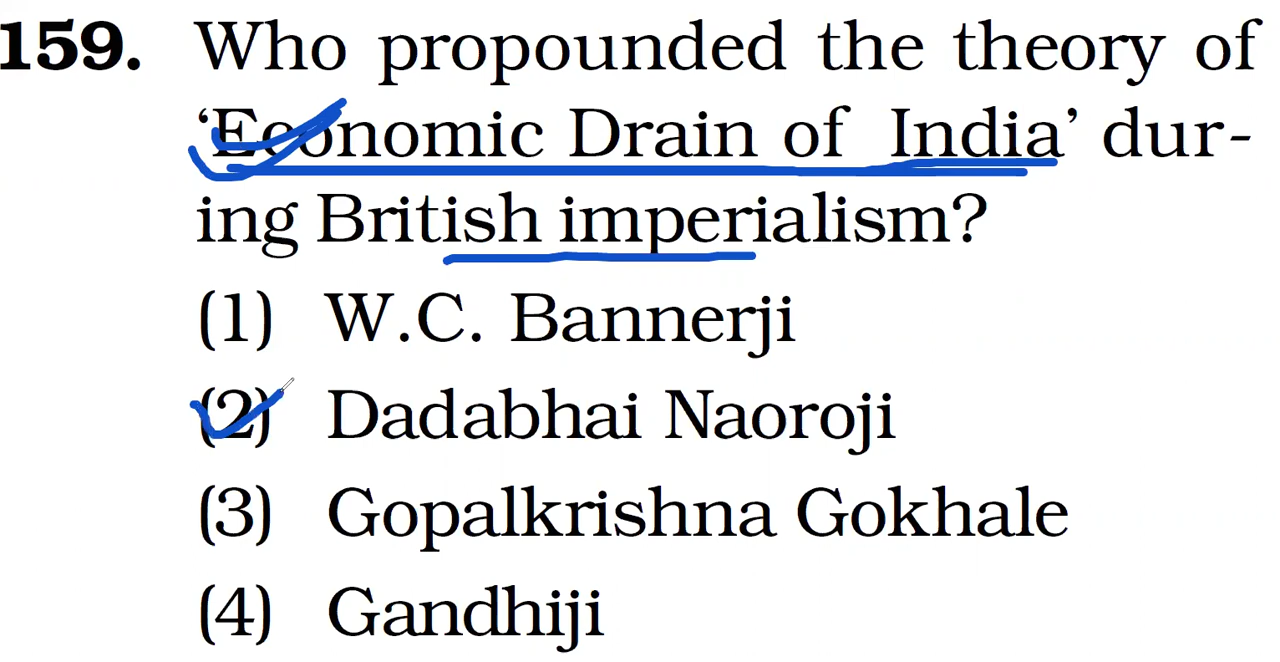 159. Who propounded the theory of
‘Economic Drain of India’ dur-
ing British imperialism?
(1) W.C. Bannerji
(2) Dadabhai Naoroji
(3) Gopalkrishna Gokhale
(4) Gandhiji